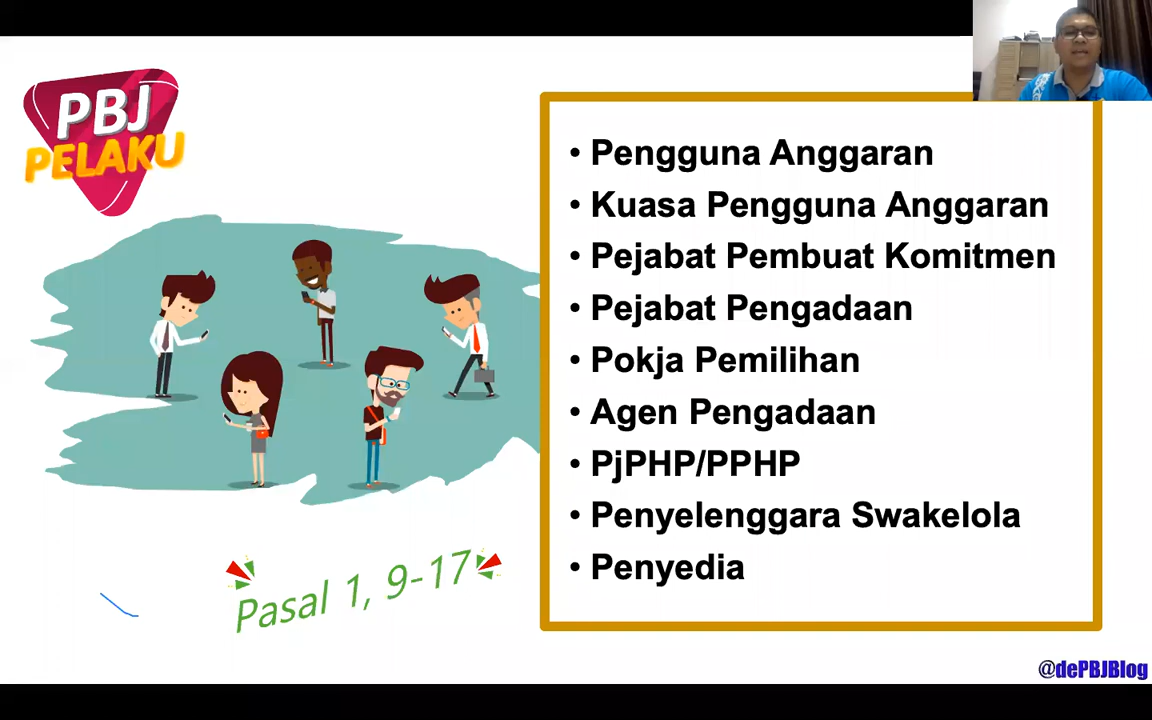 PBJ
PELAKU
• Pengguna Anggaran
• Kuasa Pengguna Anggaran
• Pejabat Pembuat Komitmen
• Pejabat Pengadaan
• Pokja Pemilihan
• Agen Pengadaan
• PjPHP/PPHP
• Penyelenggara Swakelola
• Penyedia
Pasal 1, 9-17
@dePBJBlog